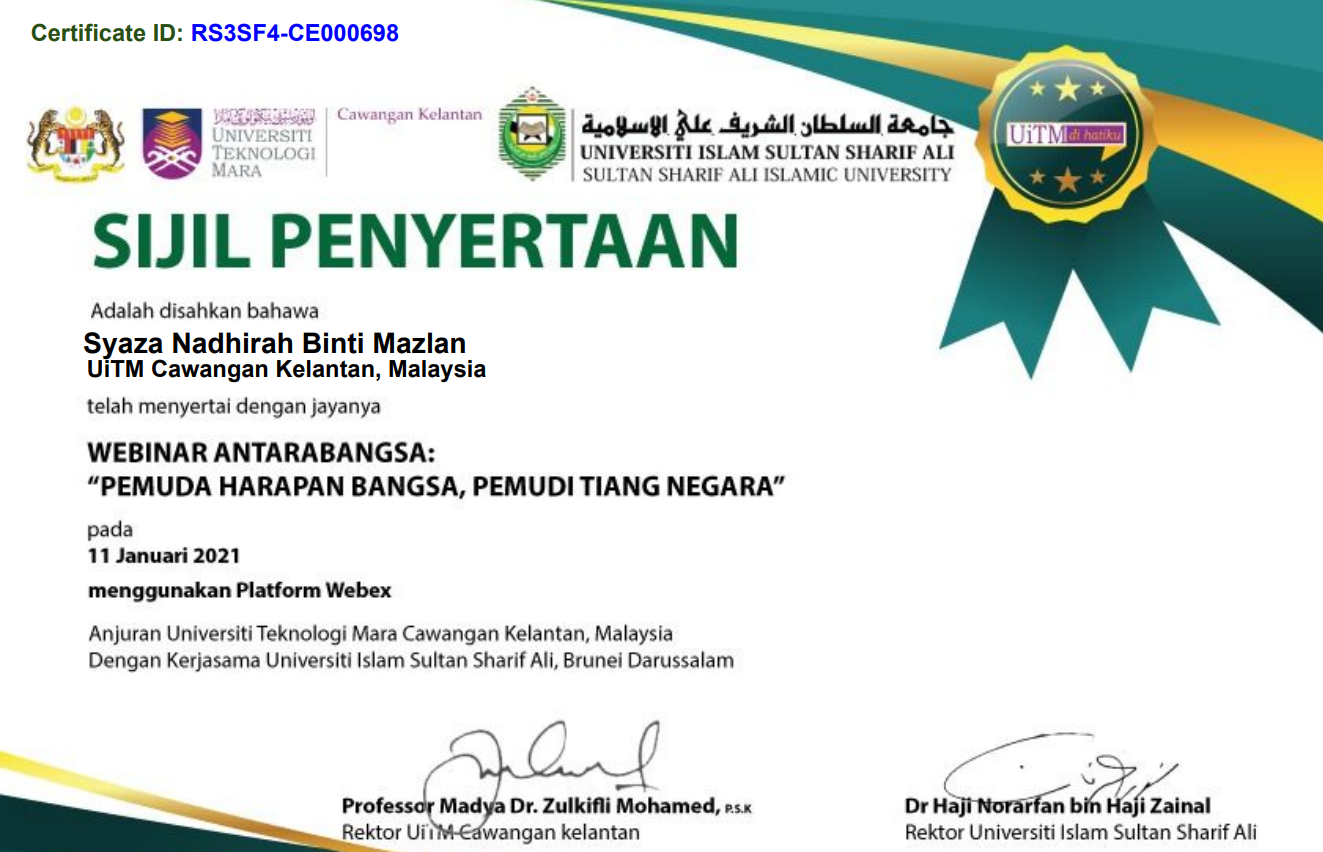 Certificate ID: RS3SF4-CE000698
UNIVERSITI
TEKNOLOGI
MARA
Cawangan Kelantan
جامعة السلطان الشريف علي الإسلامية
UNIVERSITI ISLAM SULTAN SHARIF ALI
SULTAN SHARIF ALI ISLAMIC UNIVERSITY
UiTM di hatiku
SIJIL PENYERTAAN
Adalah disahkan bahawa
Syaza Nadhirah Binti Mazlan
UiTM Cawangan Kelantan, Malaysia
telah menyertai dengan jayanya
WEBINAR ANTARABANGSA:
“PEMUDA HARAPAN BANGSA, PEMUDI TIANG NEGARA”
pada
11 Januari 2021
menggunakan Platform Webex
Anjuran Universiti Teknologi Mara Cawangan Kelantan, Malaysia
Dengan Kerjasama Universiti Islam Sultan Sharif Ali, Brunei Darussalam
Professor Madya Dr. Zulkifli Mohamed, P.S.K
Rektor UiTM Cawangan kelantan
Dr Haji Norarfan bin Haji Zainal
Rektor Universiti Islam Sultan Sharif Ali